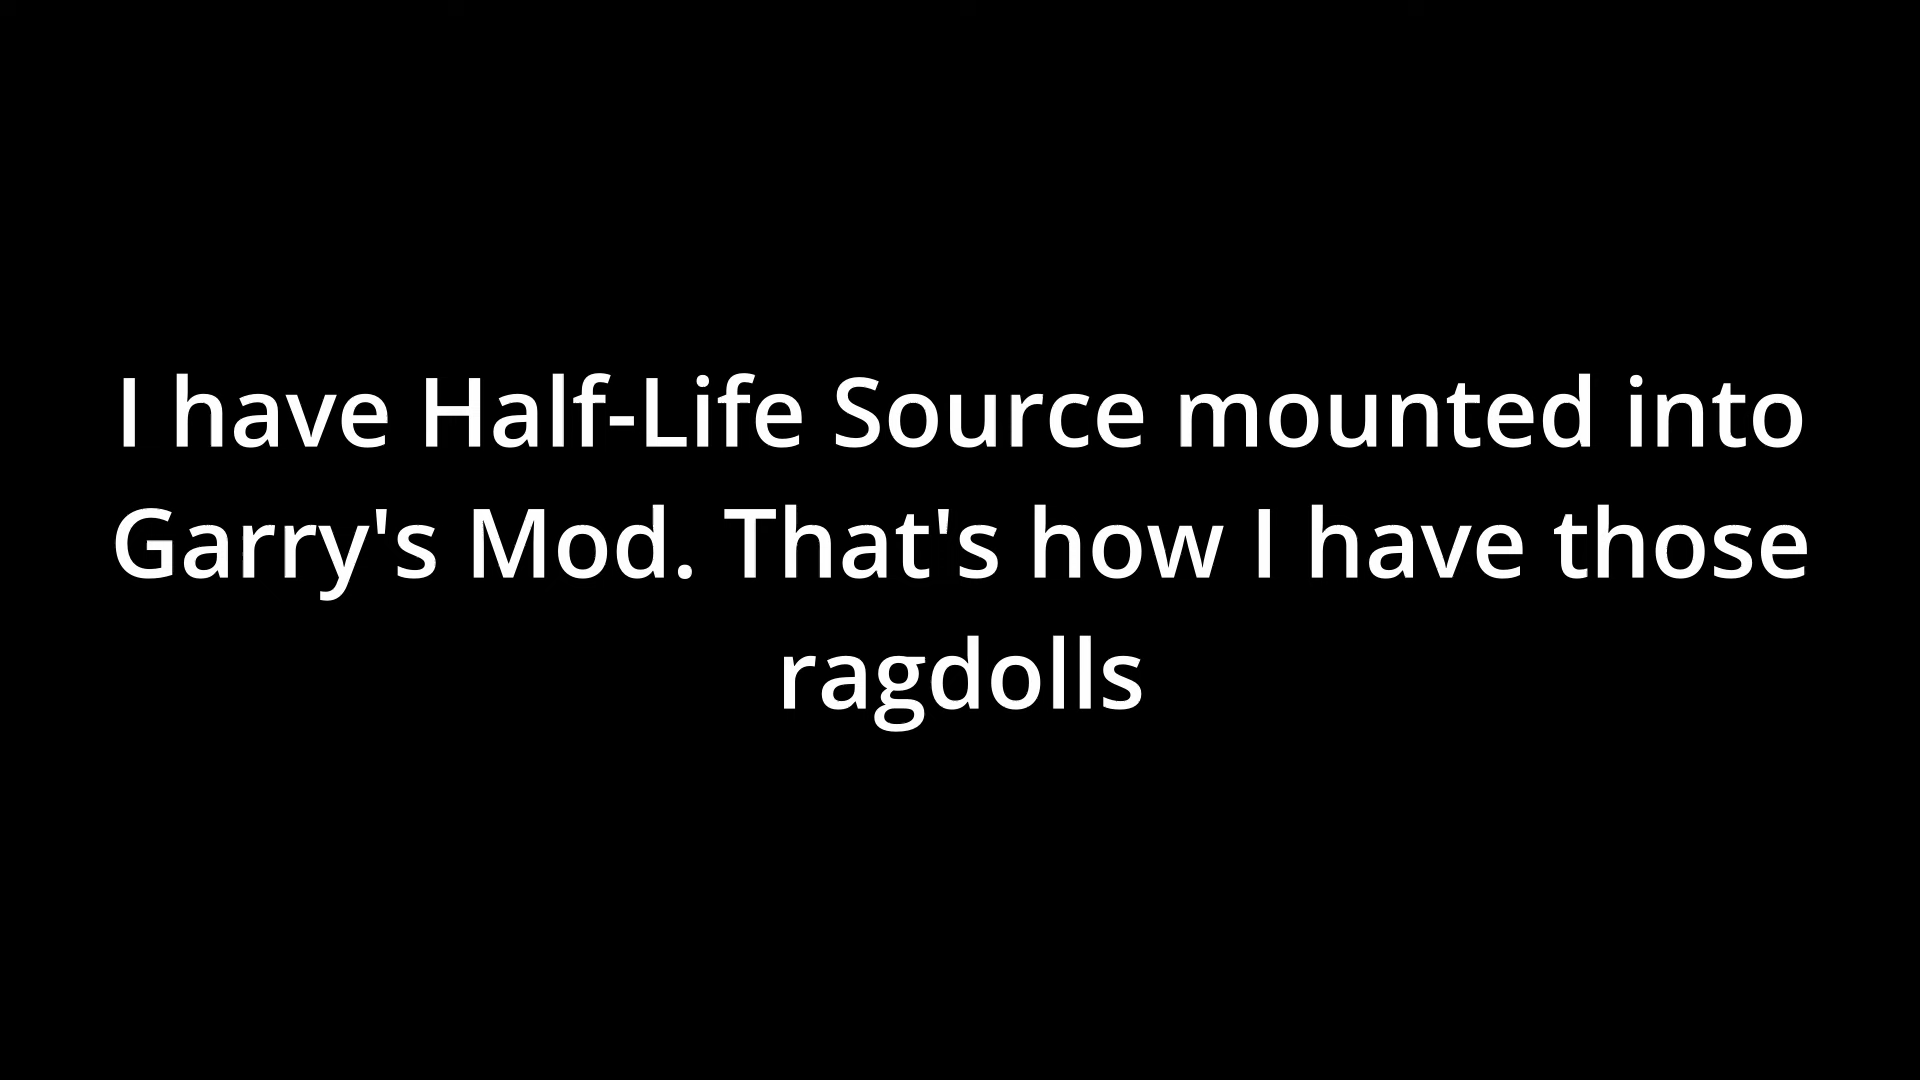 I have Half-Life Source mounted into
Garry's Mod. That's how I have those
ragdolls